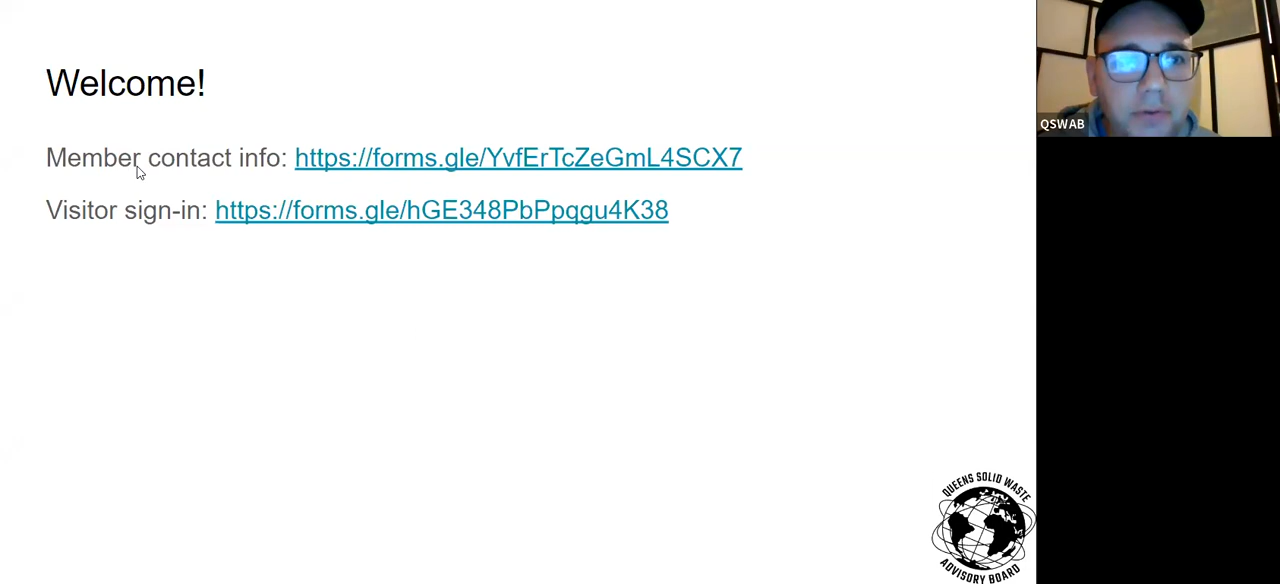 Welcome!
Member contact info: https://forms.gle/YvfErTcZeGmL4SCX7
Visitor sign-in: https://forms.gle/hGE348PbPpqgu4K38
QSWAB
QUEENS SOLID WASTE
ADVISORY BOARD